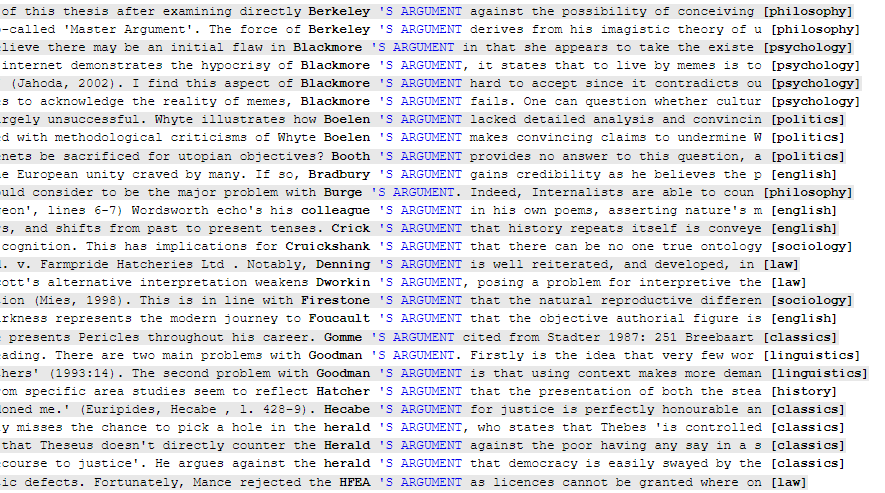 of this thesis after examining directly Berkeley 'S ARGUMENT against the possibility of conceiving [philosophy]
-called 'Master Argument'. The force of Berkeley 'S ARGUMENT derives from his imagistic theory of u [philosophy]
elieve there may be an initial flaw in Blackmore 'S ARGUMENT in that she appears to take the existe [psychology]
internet demonstrates the hypocrisy of Blackmore 'S ARGUMENT, it states that to live by memes is to [psychology]
(Jahoda, 2002). I find this aspect of Blackmore 'S ARGUMENT hard to accept since it contradicts ou [psychology]
s to acknowledge the reality of memes, Blackmore 'S ARGUMENT fails. One can question whether cultur [psychology]
rgely unsuccessful. Whyte illustrates how Boelen 'S ARGUMENT lacked detailed analysis and convincin [politics]
d with methodological criticisms of Whyte Boelen 'S ARGUMENT makes convincing claims to undermine W [politics]
nets be sacrificed for utopian objectives? Booth 'S ARGUMENT provides no answer to this question, a [politics]
e European unity craved by many. If so, Bradbury 'S ARGUMENT gains credibility as he believes the p [english]
uld consider to be the major problem with Burge 'S ARGUMENT. Indeed, Internalists are able to coun [philosophy]
eon', lines 6-7) Wordsworth echo's his colleague 'S ARGUMENT in his own poems, asserting nature's m [english]
s, and shifts from past to present tenses. Crick 'S ARGUMENT that history repeats itself is conveye [english]
cognition. This has implications for Cruickshank 'S ARGUMENT that there can be no one true ontology [sociology]
. v. Farmpride Hatcheries Ltd . Notably, Denning 'S ARGUMENT is well reiterated, and developed, in [law]
cott's alternative interpretation weakens Dworkin 'S ARGUMENT, posing a problem for interpretive the [law]
ion (Mies, 1998). This is in line with Firestone 'S ARGUMENT that the natural reproductive differen [sociology]
arkness represents the modern journey to Foucault 'S ARGUMENT that the objective authorial figure is [english]
presents Pericles throughout his career. Gomme 'S ARGUMENT cited from Stadter 1987: 251 Breebaart [classics]
eading. There are two main problems with Goodman 'S ARGUMENT. Firstly is the idea that very few wor [linguistics]
hers' (1993:14). The second problem with Goodman 'S ARGUMENT is that using context makes more deman [linguistics]
om specific area studies seem to reflect Hatcher 'S ARGUMENT that the presentation of both the stea [history]
oned me.' (Euripides, Hecabe , l. 428-9). Hecabe 'S ARGUMENT for justice is perfectly honourable an [classics]
y misses the chance to pick a hole in the herald 'S ARGUMENT, who states that Thebes 'is controlled [classics]
that Theseus doesn't directly counter the Herald 'S ARGUMENT against the poor having any say in a s [classics]
course to justice'. He argues against the herald 'S ARGUMENT that democracy is easily swayed by the [classics]
ic defects. Fortunately, Mance rejected the HFEA 'S ARGUMENT as licences cannot be granted where on [law]